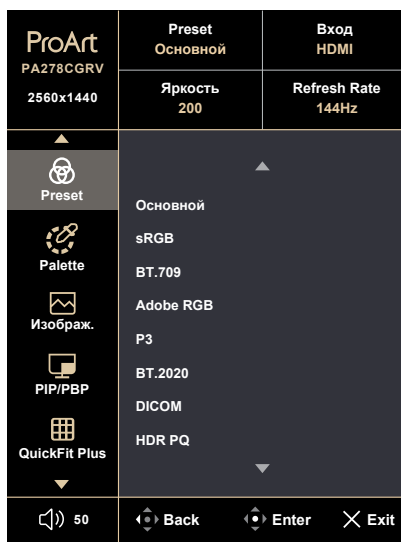 ProArt
PA278CGRV
2560x1440
Preset
Основной
Вход
HDMI
Яркость
200
Refresh Rate
144Hz
Preset
Palette
Изображ.
PIP/PBP
QuickFit Plus
Основной
sRGB
BT.709
Adobe RGB
P3
BT.2020
DICOM
HDR PQ
50
Back
Enter
Exit